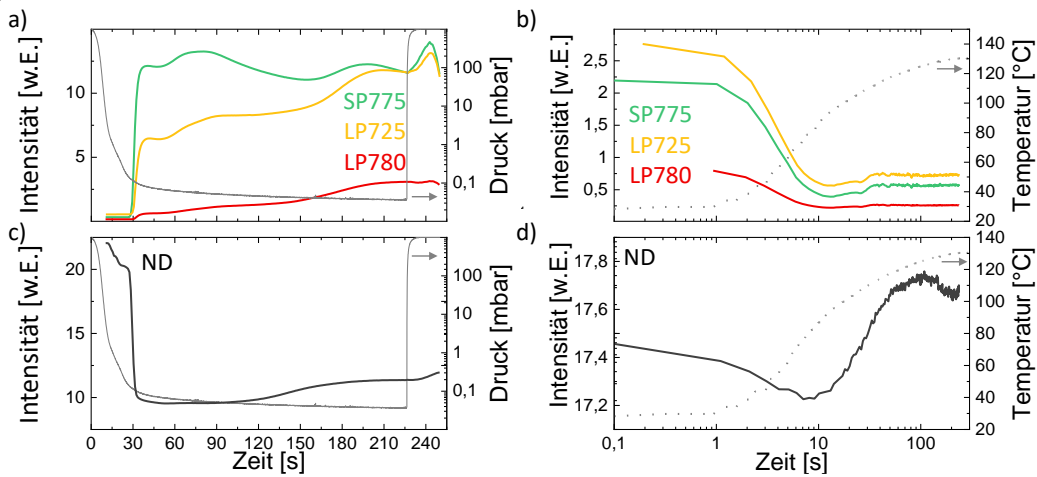 a)
Intensität [w.E.]
10
5
SP775
LP725
LP780
100
10
1
0,1
Druck [mbar]
b)
Intensität [w.E.]
2,5
2
1,5
1
0,5
SP775
LP725
LP780
140
120
100
80
60
40
20
Temperatur [°C]
c)
Intensität [w.E.]
20
15
10
ND
100
10
1
0,1
Druck [mbar]
0 30 60 90 120 150 180 210 240
Zeit [s]
d)
Intensität [w.E.]
17,8
17,6
17,4
17,2
ND
140
120
100
80
60
40
20
Temperatur [°C]
0,1 1 10 100
Zeit [s]